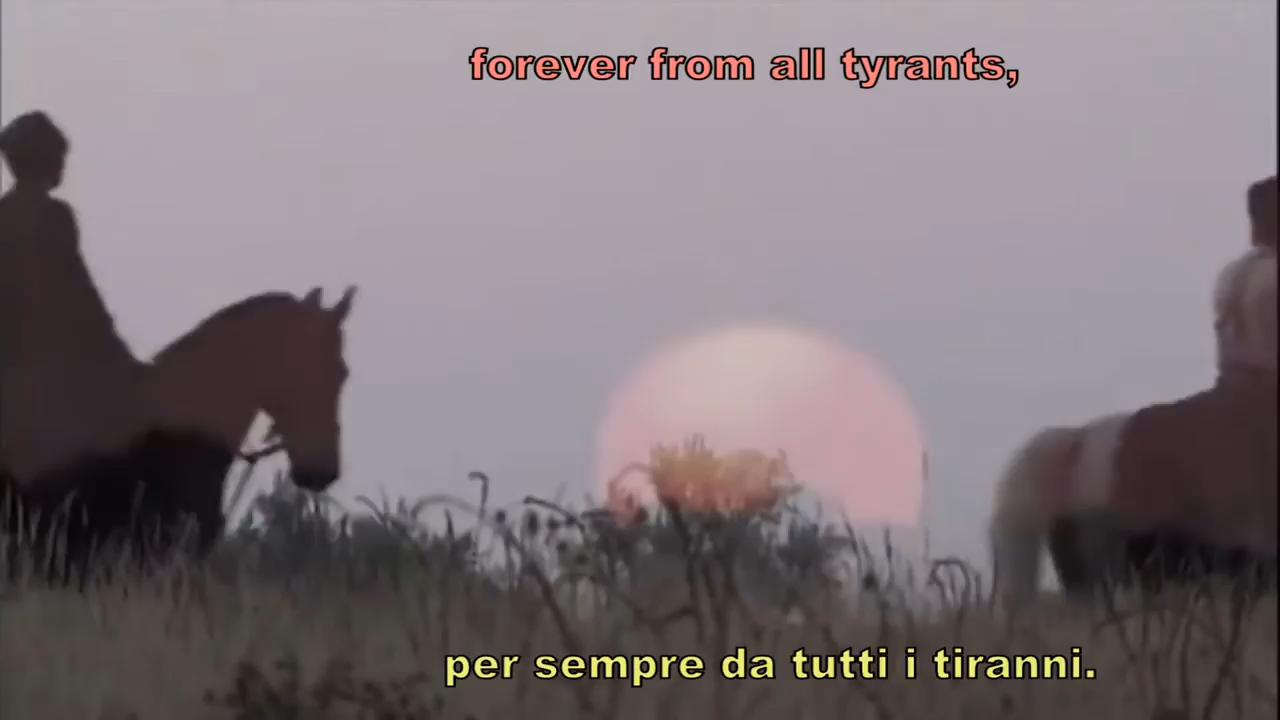 forever from all tyrants,
per sempre da tutti i tiranni.